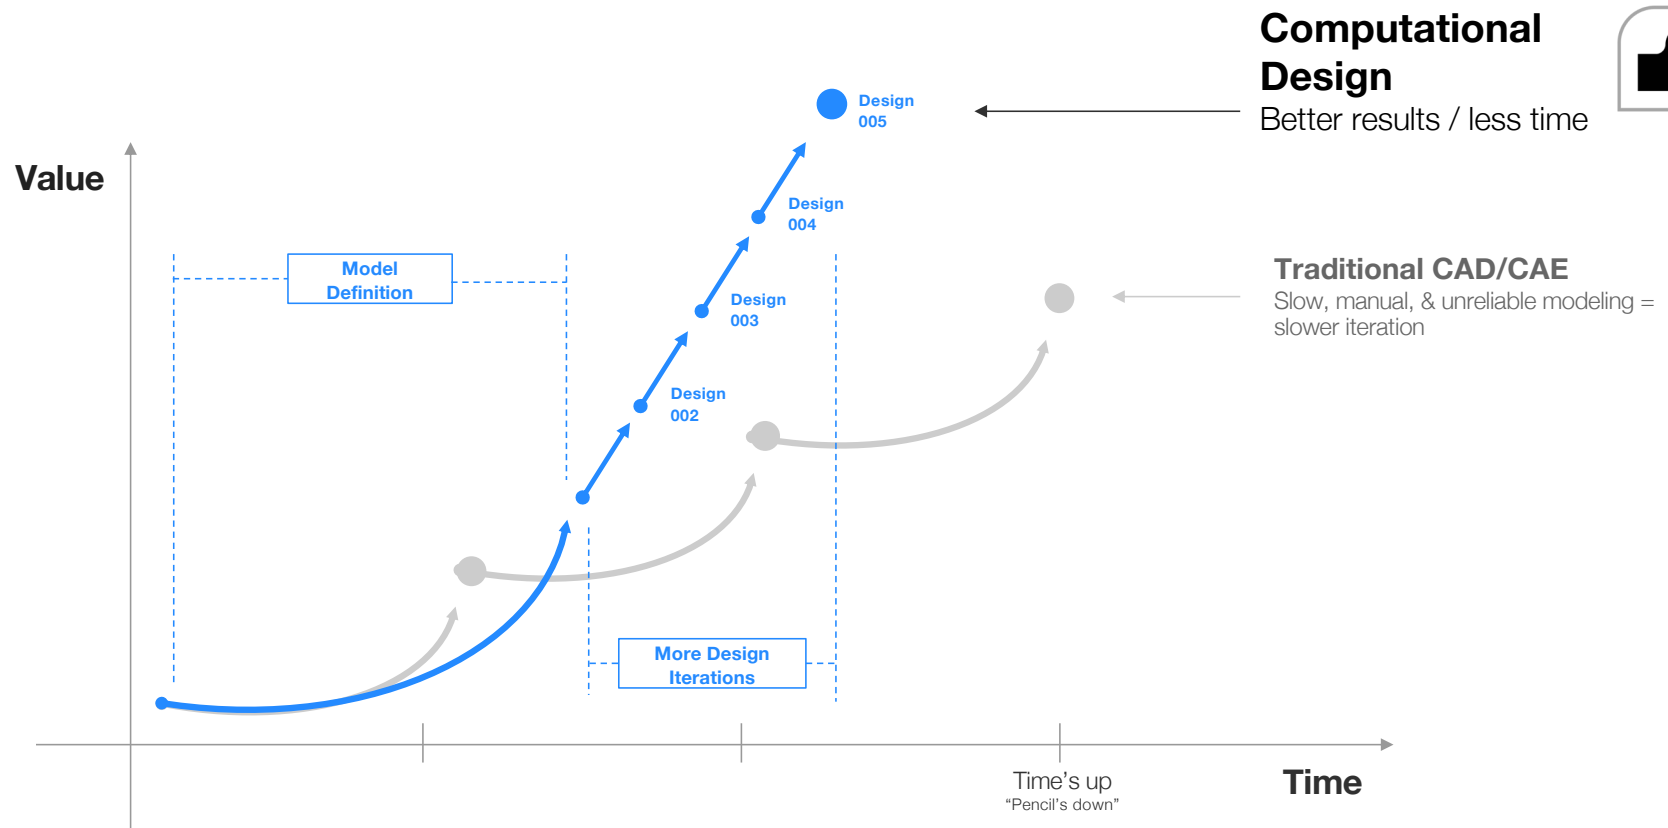 Computational
Design
Better results / less time
Design
005
Value
Design
004
Model
Definition
Traditional CAD/CAE
Slow, manual, & unreliable modeling =
slower iteration
Design
003
Design
002
More Design
Iterations
Time's up
"Pencil's down"
Time